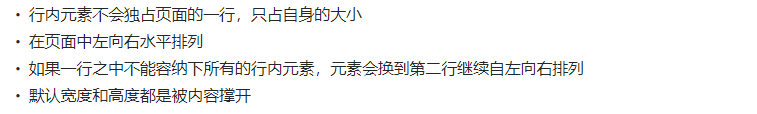 • 行内元素不会独占页面的一行，只占自身的大小
• 在页面中左向右水平排列
• 如果一行之中不能容纳下所有的行内元素，元素会换到第二行继续自左向右排列
• 默认宽度和高度都是被内容撑开